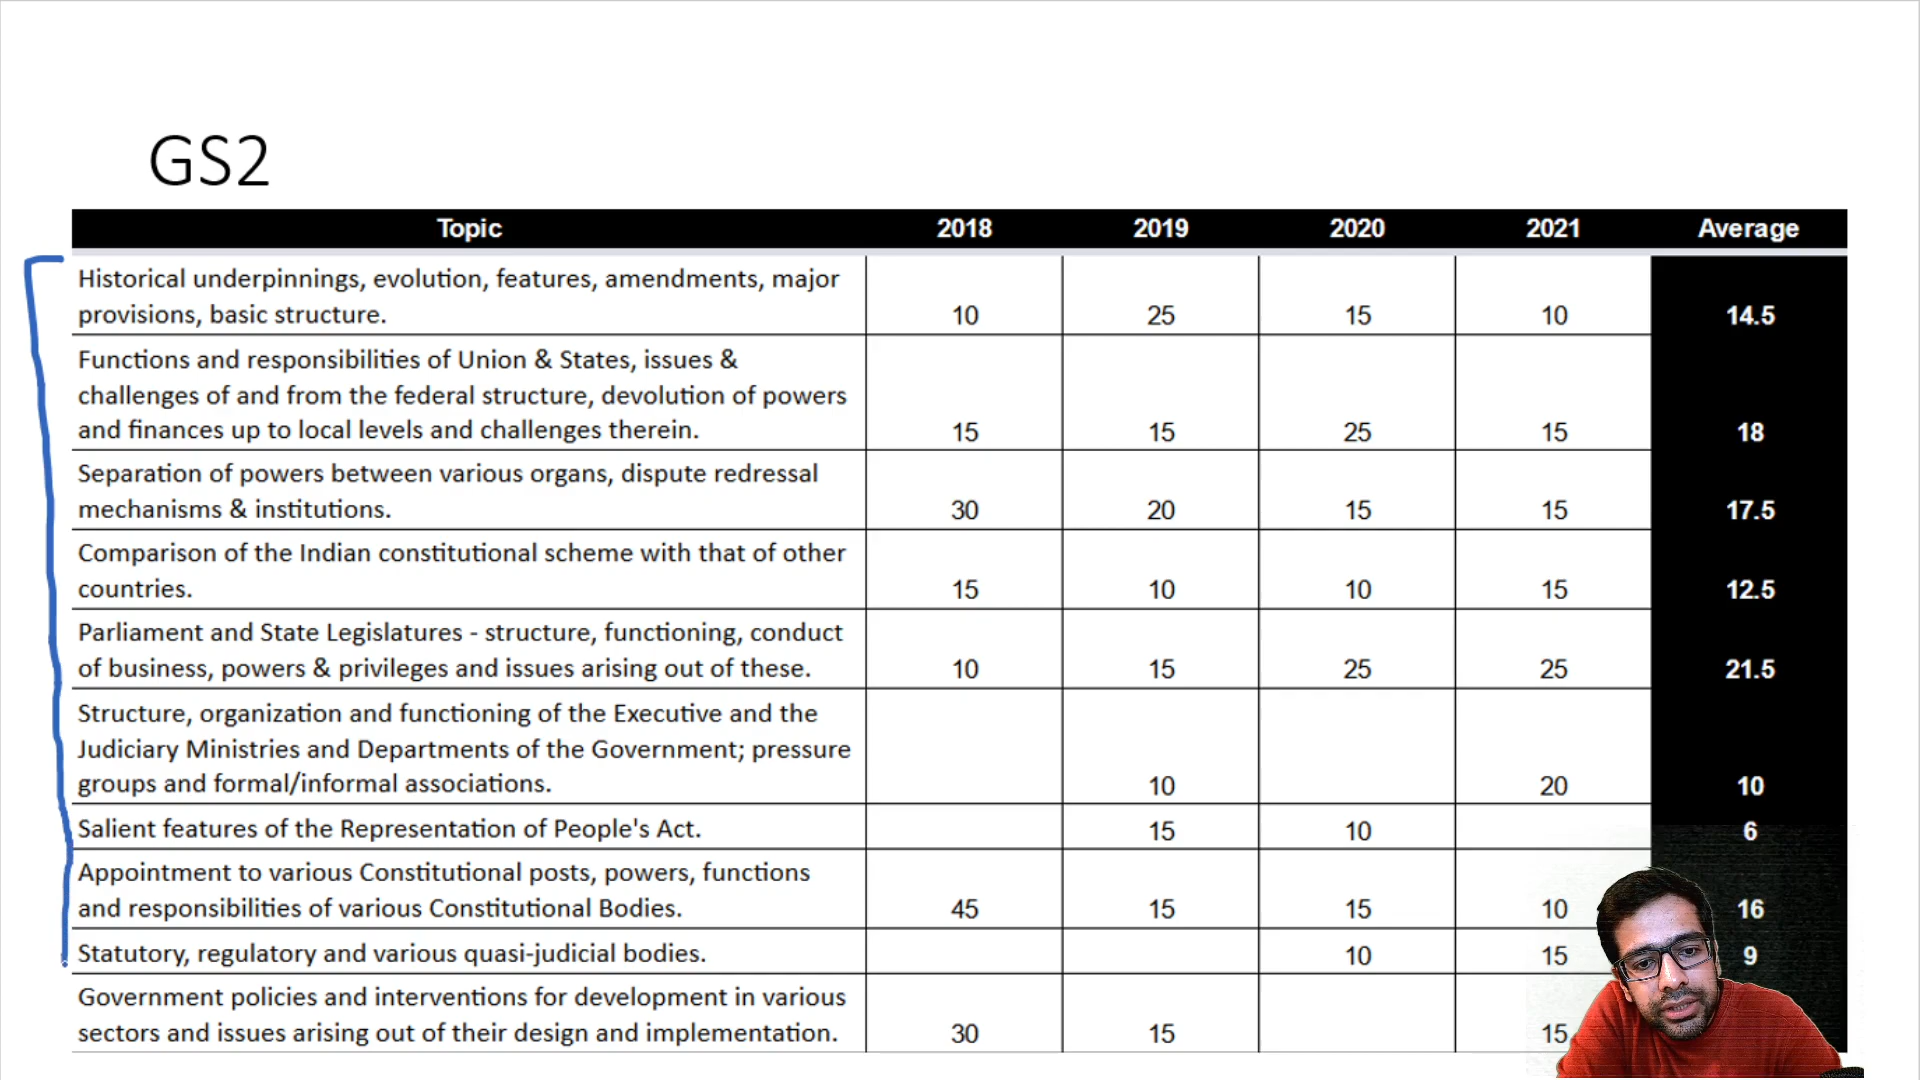 GS2
Topic 2018 2019 2020 2021 Average
Historical underpinnings, evolution, features, amendments, major
provisions, basic structure. 10 25 15 10 14.5
Functions and responsibilities of Union & States, issues &
challenges of and from the federal structure, devolution of powers
and finances up to local levels and challenges therein. 15 15 25 15 18
Separation of powers between various organs, dispute redressal
mechanisms & institutions. 30 20 15 15 17.5
Comparison of the Indian constitutional scheme with that of other
countries. 15 10 10 15 12.5
Parliament and State Legislatures - structure, functioning, conduct
of business, powers & privileges and issues arising out of these. 10 15 25 25 21.5
Structure, organization and functioning of the Executive and the
Judiciary Ministries and Departments of the Government; pressure
groups and formal/informal associations. 10 20 10
Salient features of the Representation of People's Act. 15 10 6
Appointment to various Constitutional posts, powers, functions
and responsibilities of various Constitutional Bodies. 45 15 15 10 16
Statutory, regulatory and various quasi-judicial bodies. 10 15 9
Government policies and interventions for development in various
sectors and issues arising out of their design and implementation. 30 15 15